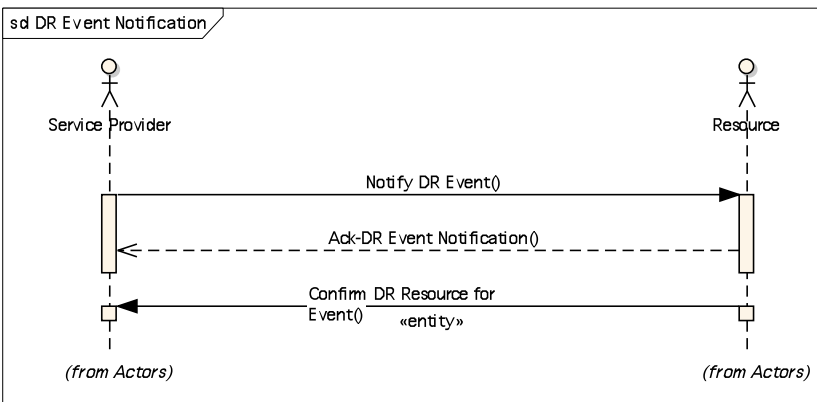 sd DR Event Notification
Service Provider
Resource
Notify DR Event()
Ack-DR Event Notification()
Confirm DR Resource for
Event()
«entity»
(from Actors)
(from Actors)